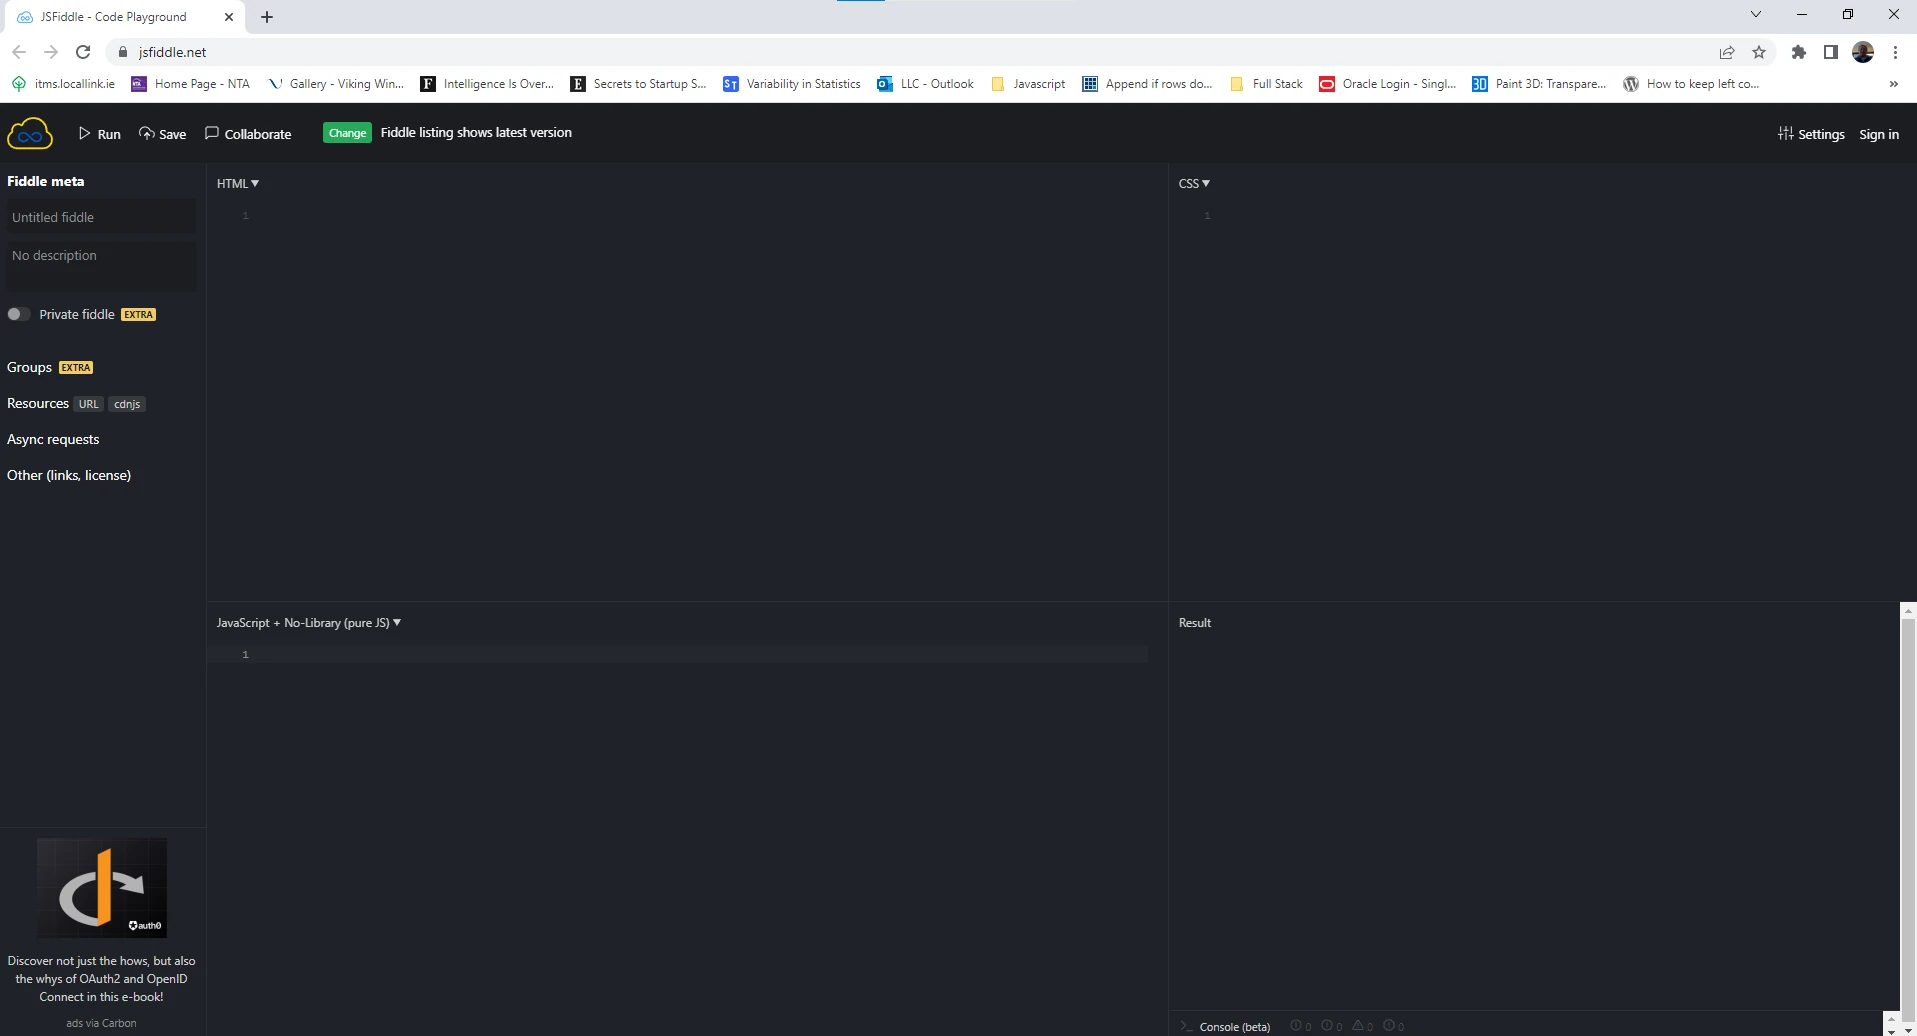 JSFiddle - Code Playground
jsfiddle.net
itms.locallink.ie
Home Page - NTA
Gallery - Viking Win...
Intelligence Is Over...
Secrets to Startup S...
Variability in Statistics
LLC - Outlook
Javascript
Append if rows do...
Full Stack
Oracle Login - Singl...
Paint 3D: Transpare...
How to keep left co...
»
Run
Save
Collaborate
Change
Fiddle listing shows latest version
Settings
Sign in
Fiddle meta
Untitled fiddle
No description
Private fiddle EXTRA
Groups EXTRA
Resources URL cdnjs
Async requests
Other (links, license)
HTML
1
CSS
1
JavaScript + No-Library (pure JS)
1
Result
auth0
Discover not just the hows, but also
the whys of OAuth2 and OpenID
Connect in this e-book!
ads via Carbon
Console (beta)
0 0 0 0